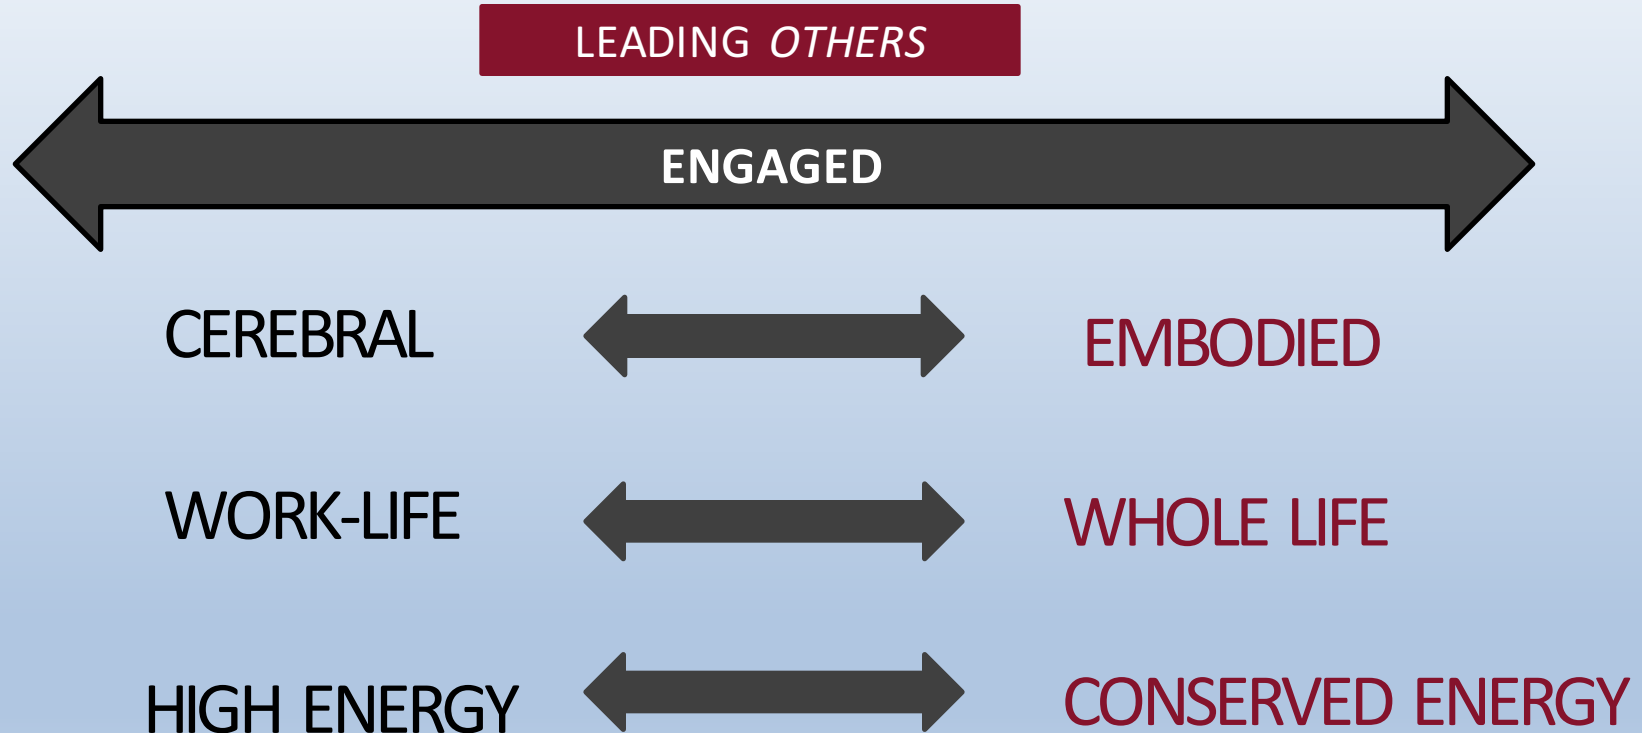 LEADING OTHERS
ENGAGED
CEREBRAL
EMBODIED
WORK-LIFE
WHOLE LIFE
HIGH ENERGY
CONSERVED ENERGY